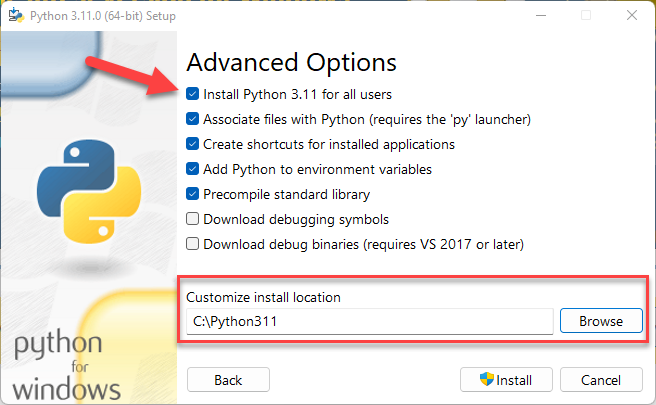 Python 3.11.0 (64-bit) Setup
Advanced Options
Install Python 3.11 for all users
Associate files with Python (requires the 'py' launcher)
Create shortcuts for installed applications
Add Python to environment variables
Precompile standard library
Download debugging symbols
Download debug binaries (requires VS 2017 or later)
Customize install location
C:\Python311
Browse
python
for
windows
Back
Install
Cancel